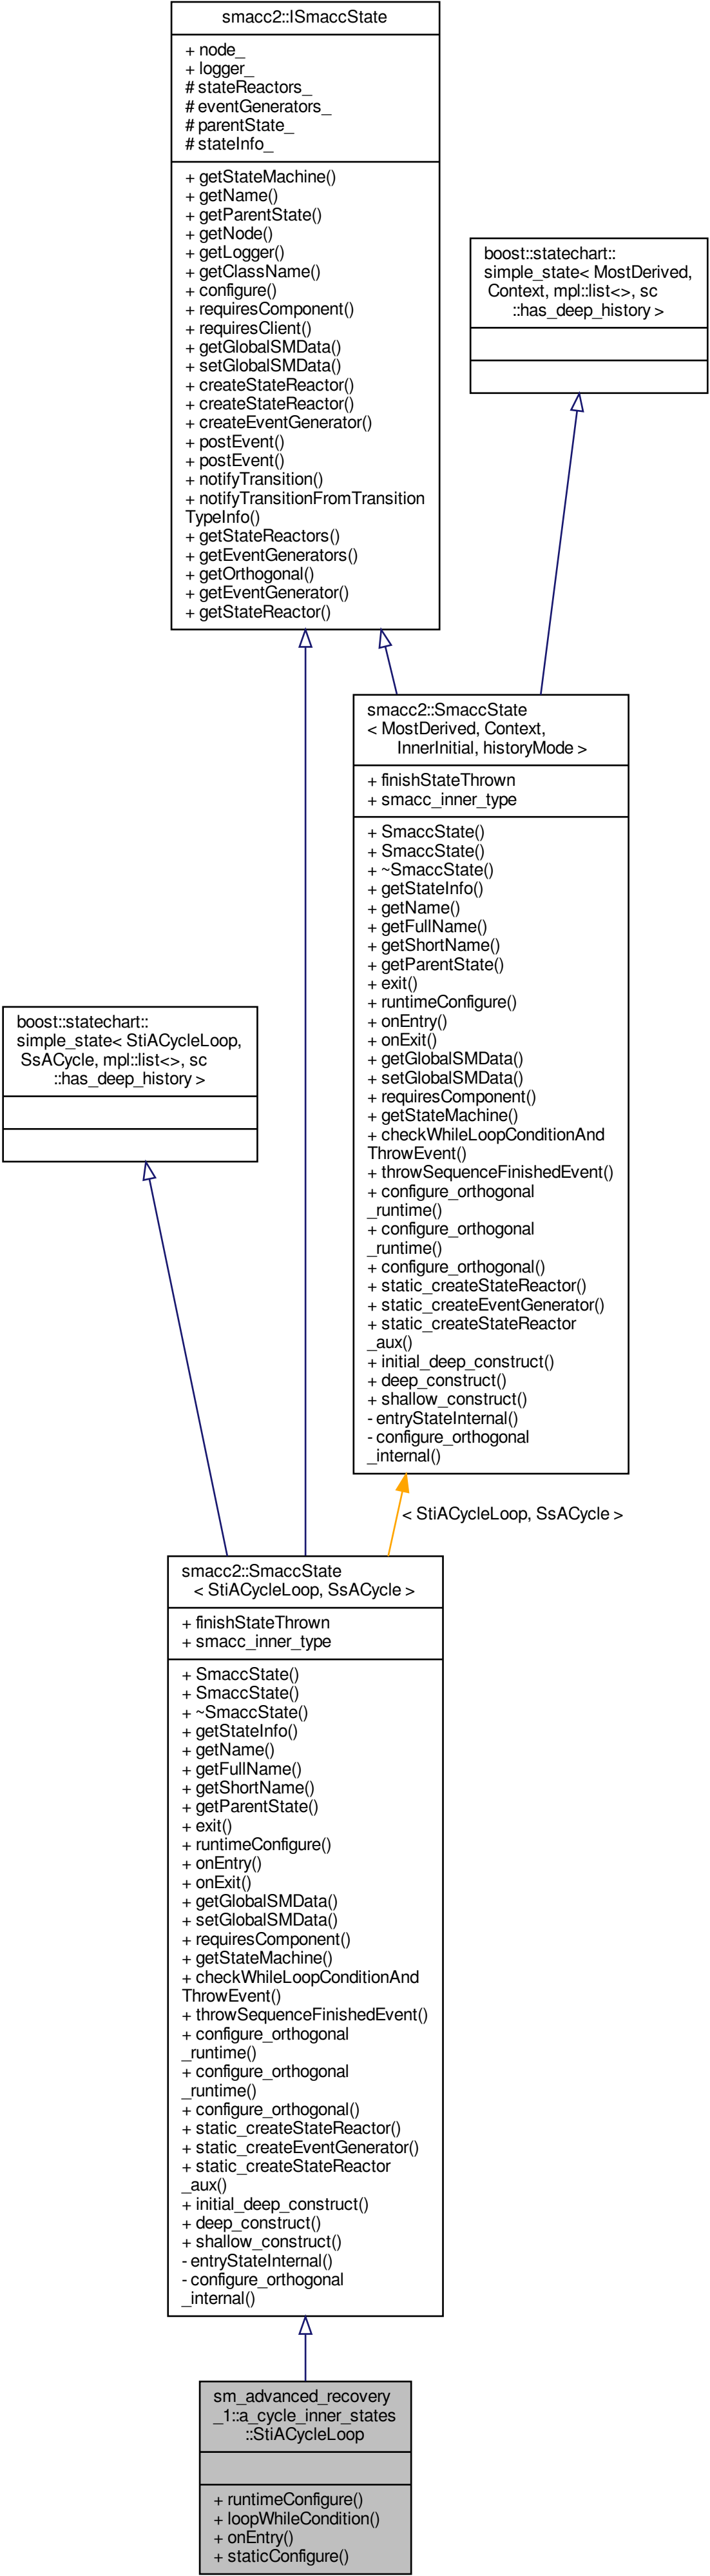 smacc2::ISmaccState
+ node_
+ logger_
# stateReactors_
# eventGenerators_
# parentState_
# stateInfo_
+ getStateMachine()
+ getName()
+ getParentState()
+ getNode()
+ getLogger()
+ getClassName()
+ configure()
+ requiresComponent()
+ requiresClient()
+ getGlobalSMData()
+ setGlobalSMData()
+ createStateReactor()
+ createStateReactor()
+ createEventGenerator()
+ postEvent()
+ postEvent()
+ notifyTransition()
+ notifyTransitionFromTransition
TypeInfo()
+ getStateReactors()
+ getEventGenerators()
+ getOrthogonal()
+ getEventGenerator()
+ getStateReactor()
boost::statechart::
simple_state< MostDerived,
Context, mpl::list<>, sc
::has_deep_history >
smacc2::SmaccState
< MostDerived, Context,
InnerInitial, historyMode >
+ finishStateThrown
+ smacc_inner_type
+ SmaccState()
+ SmaccState()
+ ~SmaccState()
+ getStateInfo()
+ getName()
+ getFullName()
+ getShortName()
+ getParentState()
+ exit()
+ runtimeConfigure()
+ onEntry()
+ onExit()
+ getGlobalSMData()
+ setGlobalSMData()
+ requiresComponent()
+ getStateMachine()
+ checkWhileLoopConditionAnd
ThrowEvent()
+ throwSequenceFinishedEvent()
+ configure_orthogonal
_runtime()
+ configure_orthogonal
_runtime()
+ configure_orthogonal()
+ static_createStateReactor()
+ static_createEventGenerator()
+ static_createStateReactor
_aux()
+ initial_deep_construct()
+ deep_construct()
+ shallow_construct()
- entryStateInternal()
- configure_orthogonal
_internal()
boost::statechart::
simple_state< StiACycleLoop,
SsACycle, mpl::list<>, sc
::has_deep_history >
< StiACycleLoop, SsACycle >
smacc2::SmaccState
< StiACycleLoop, SsACycle >
+ finishStateThrown
+ smacc_inner_type
+ SmaccState()
+ SmaccState()
+ ~SmaccState()
+ getStateInfo()
+ getName()
+ getFullName()
+ getShortName()
+ getParentState()
+ exit()
+ runtimeConfigure()
+ onEntry()
+ onExit()
+ getGlobalSMData()
+ setGlobalSMData()
+ requiresComponent()
+ getStateMachine()
+ checkWhileLoopConditionAnd
ThrowEvent()
+ throwSequenceFinishedEvent()
+ configure_orthogonal
_runtime()
+ configure_orthogonal
_runtime()
+ configure_orthogonal()
+ static_createStateReactor()
+ static_createEventGenerator()
+ static_createStateReactor
_aux()
+ initial_deep_construct()
+ deep_construct()
+ shallow_construct()
- entryStateInternal()
- configure_orthogonal
_internal()
sm_advanced_recovery
_1::a_cycle_inner_states
::StiACycleLoop
+ runtimeConfigure()
+ loopWhileCondition()
+ onEntry()
+ staticConfigure()